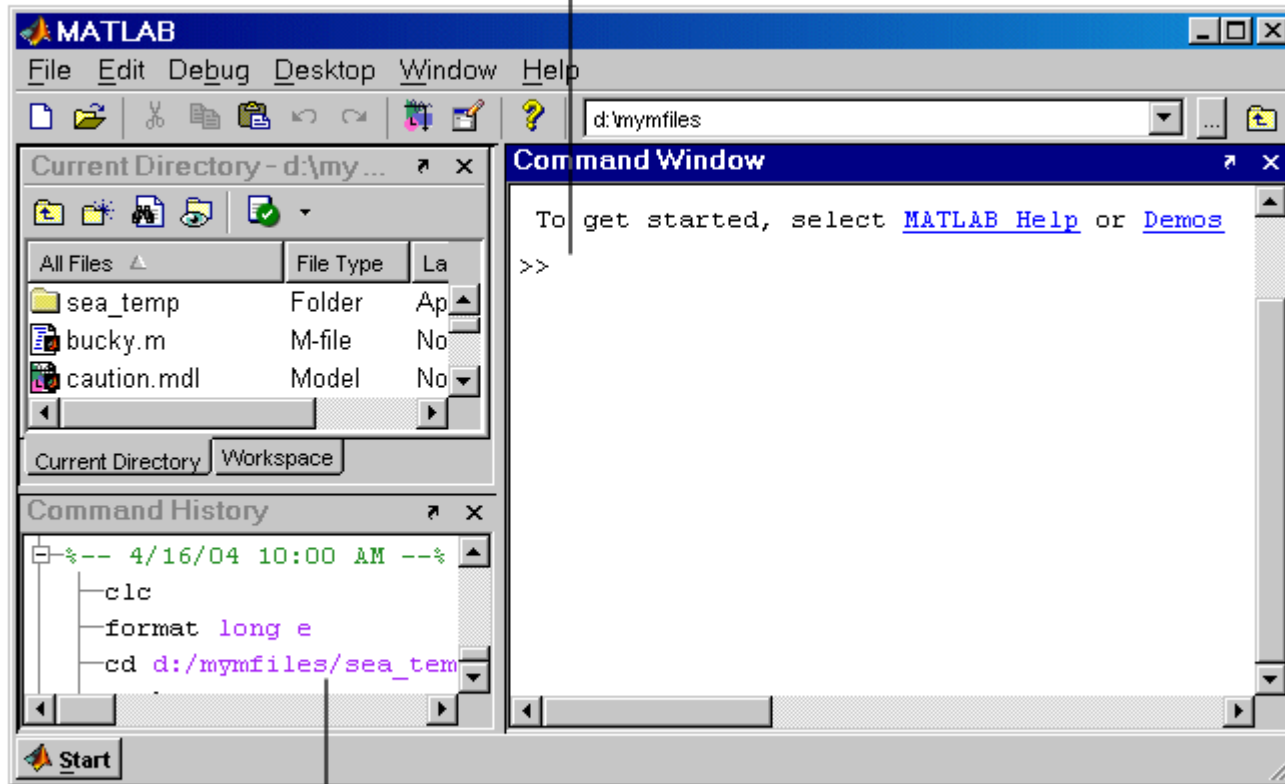 MATLAB
File Edit Debug Desktop Window Help
d:\mymfiles
...
Current Directory - d:\my ...
All Files File Type La
sea_temp Folder Ap
bucky.m M-file No
caution.mdl Model No
Current Directory Workspace
Command History
%-- 4/16/04 10:00 AM --%
clc
format long e
cd d:/mymfiles/sea_tem
Command Window
To get started, select MATLAB Help or Demos
>>
Start